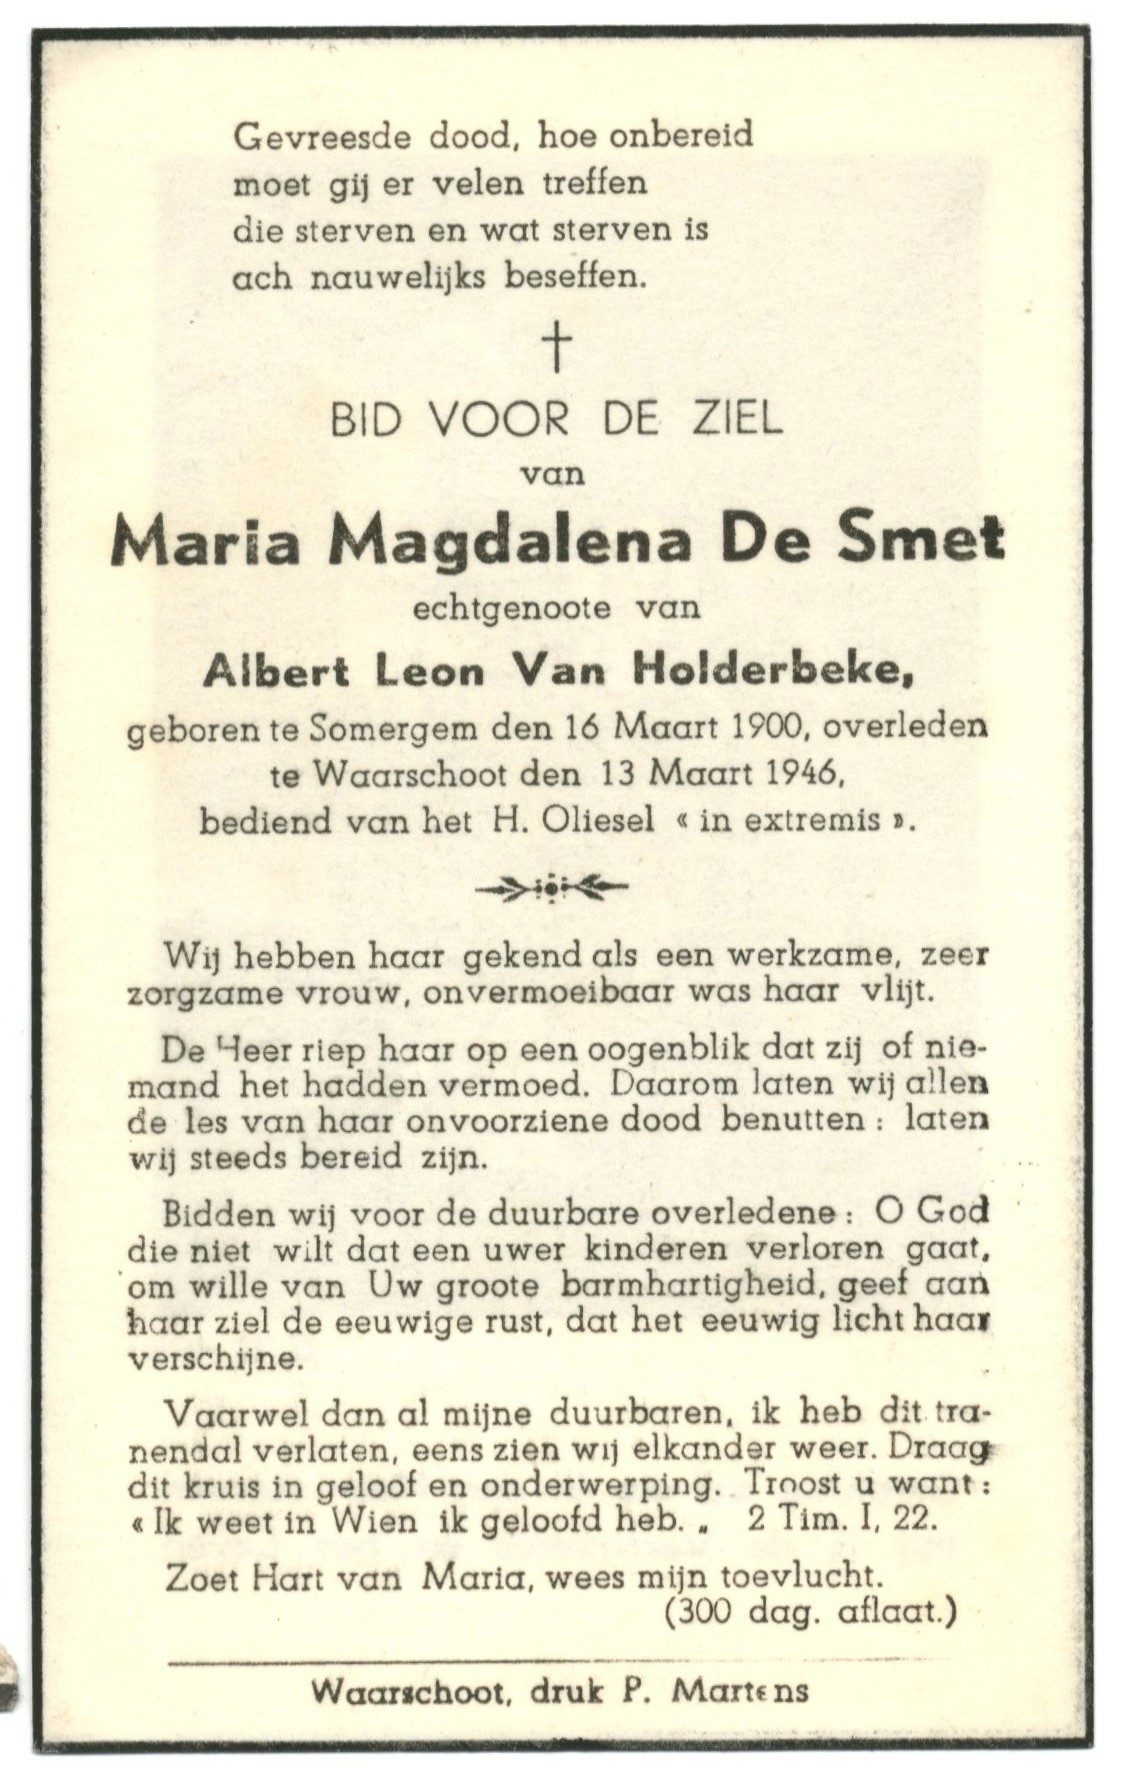 Gevreesde dood, hoe onbereid
moet gij er velen treffen
die sterven en wat sterven is
ach nauwelijks beseffen.
BID VOOR DE ZIEL
van
Maria Magdalena De Smet
echtgenoote van
Albert Leon Van Holderbeke,
geboren te Somergem den 16 Maart 1900, overleden
te Waarschoot den 13 Maart 1946,
bediend van het H. Oliesel « in extremis ».
Wij hebben haar gekend als een werkzame, zeer
zorgzame vrouw, onvermoeibaar was haar vlijt.
De Heer riep haar op een oogenblik dat zij of nie-
mand het hadden vermoed. Daarom laten wij allen
de les van haar onvoorziene dood benutten : laten
wij steeds bereid zijn.
Bidden wij voor de duurbare overledene : O God
die niet wilt dat een uwer kinderen verloren gaat,
om wille van Uw groote barmhartigheid, geef aan
haar ziel de eeuwige rust, dat het eeuwig licht haar
verschijne.
Vaarwel dan al mijne duurbaren, ik heb dit tra-
nendal verlaten, eens zien wij elkander weer. Draag
dit kruis in geloof en onderwerping. Troost u want :
« Ik weet in Wien ik geloofd heb. „ 2 Tim. I, 22.
Zoet Hart van Maria, wees mijn toevlucht.
(300 dag. aflaat.)
Waarschoot, druk P. Martens